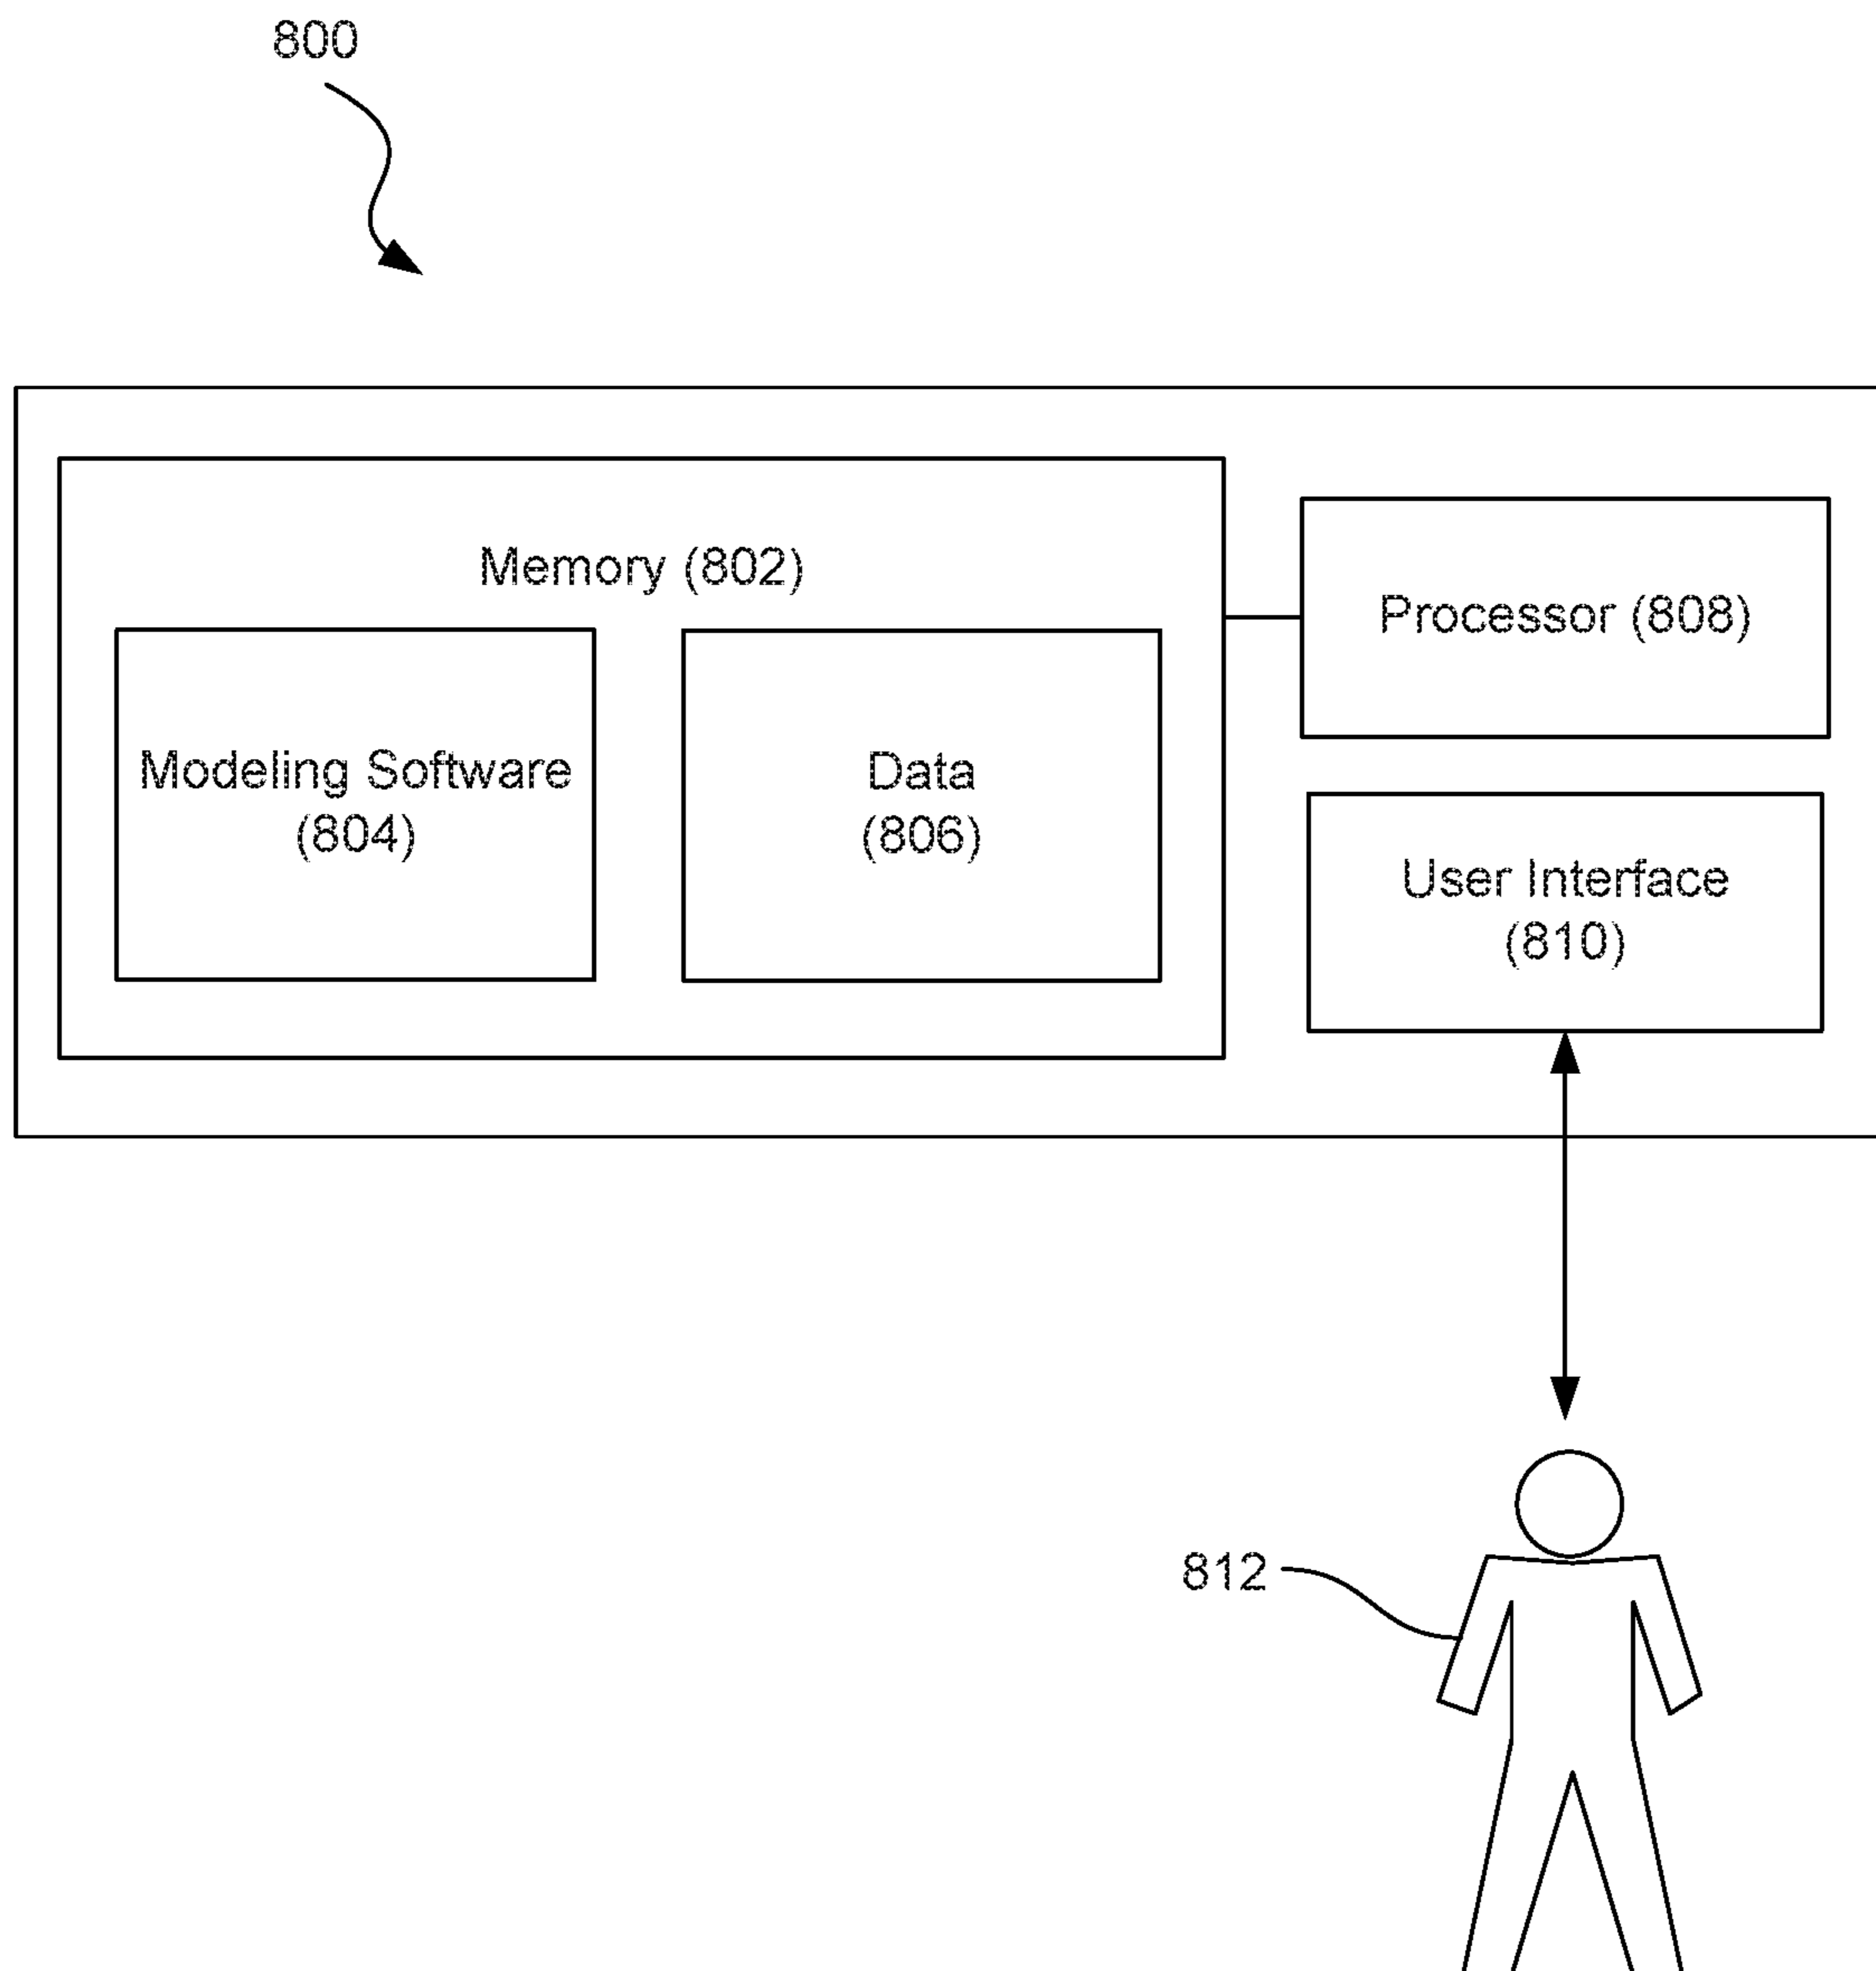 800
Memory (802)
Processor (808)
Modeling Software
(804)
Data
(806)
User Interface
(810)
812